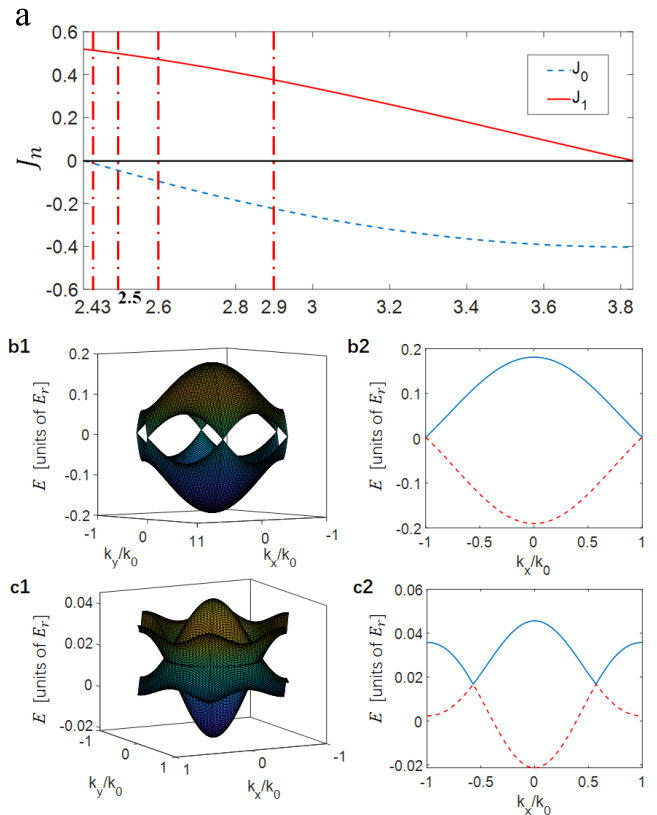 a
0.6
0.4
0.2
0
-0.2
-0.4
-0.6
J_n
J_0
J_1
2.43 2.5 2.6 2.8 2.9 3 3.2 3.4 3.6 3.8
b1
0.2
0.1
0
-0.1
-0.2
E [units of E_r]
-1 0 11 0 -1
k_y/k_0 k_x/k_0
b2
0.2
0.1
0
-0.1
-0.2
E [units of E_r]
-1 -0.5 0 0.5 1
k_x/k_0
c1
0.04
0.02
0
-0.02
E [units of E_r]
-1 0 1 1 0 -1
k_y/k_0 k_x/k_0
c2
0.06
0.04
0.02
0
-0.02
E [units of E_r]
-1 -0.5 0 0.5 1
k_x/k_0